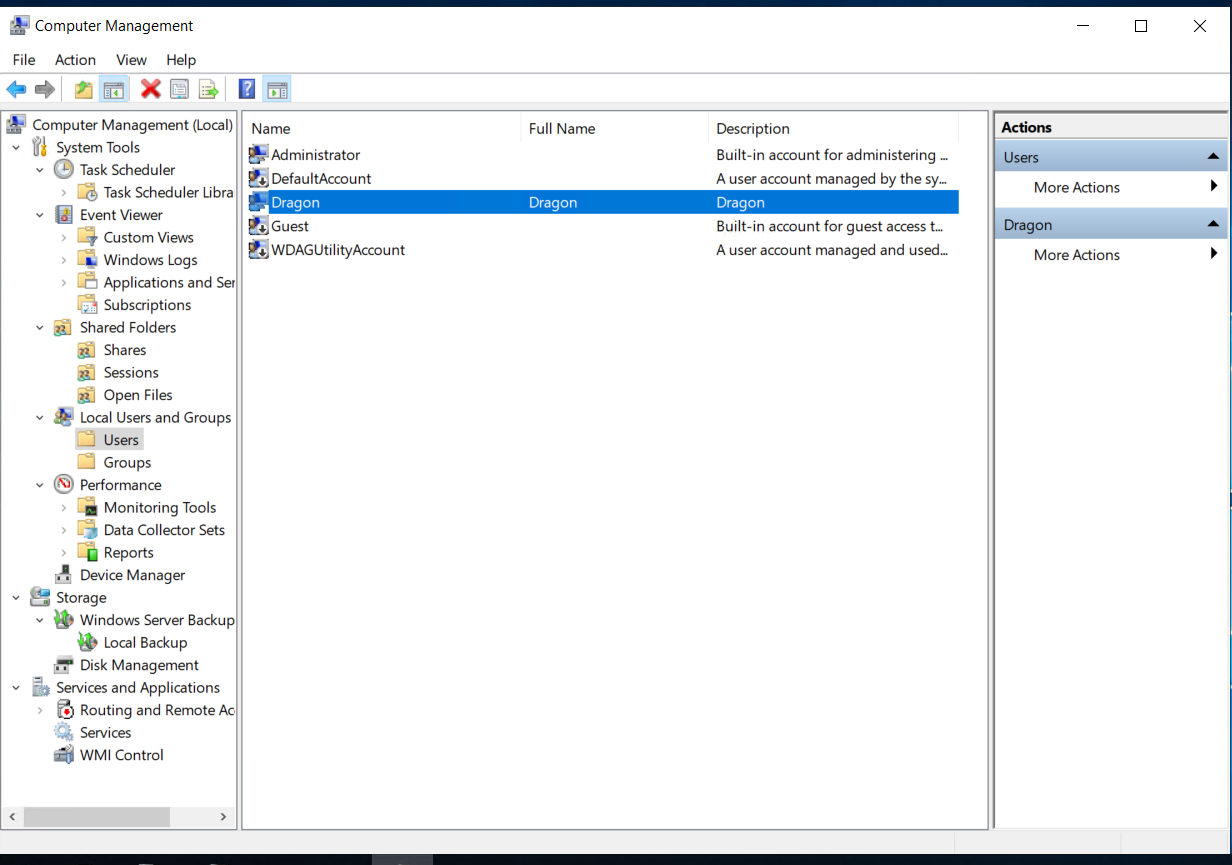 Computer Management
File Action View Help
Computer Management (Local)
System Tools
Task Scheduler
Task Scheduler Libra
Event Viewer
Custom Views
Windows Logs
Applications and Ser
Subscriptions
Shared Folders
Shares
Sessions
Open Files
Local Users and Groups
Users
Groups
Performance
Monitoring Tools
Data Collector Sets
Reports
Device Manager
Storage
Windows Server Backup
Local Backup
Disk Management
Services and Applications
Routing and Remote Ac
Services
WMI Control
Name Full Name Description
Administrator Built-in account for administering ...
DefaultAccount A user account managed by the sy...
Dragon Dragon Dragon
Guest Built-in account for guest access t...
WDAGUtilityAccount A user account managed and used...
Actions
Users
More Actions
Dragon
More Actions